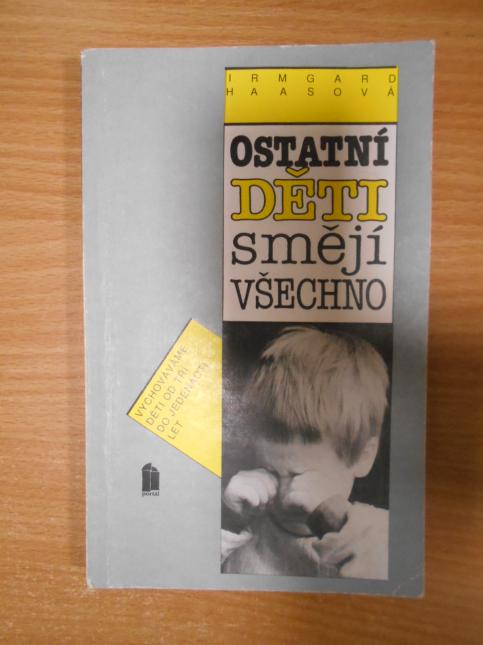 IRMGARD
HAASOVÁ
OSTATNÍ
DĚTI
smějí
VŠECHNO
VYCHOVÁVÁME
DĚTI OD TŘÍ
DO JEDENÁCTI
LET
portál